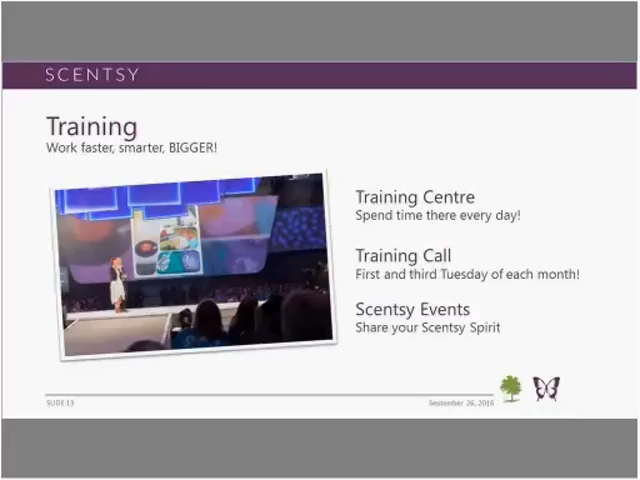 SCENTSY
Training
Work faster, smarter, BIGGER!
Training Centre
Spend time there every day!
Training Call
First and third Tuesday of each month!
Scentsy Events
Share your Scentsy Spirit
SLIDE 13
September 26, 2016